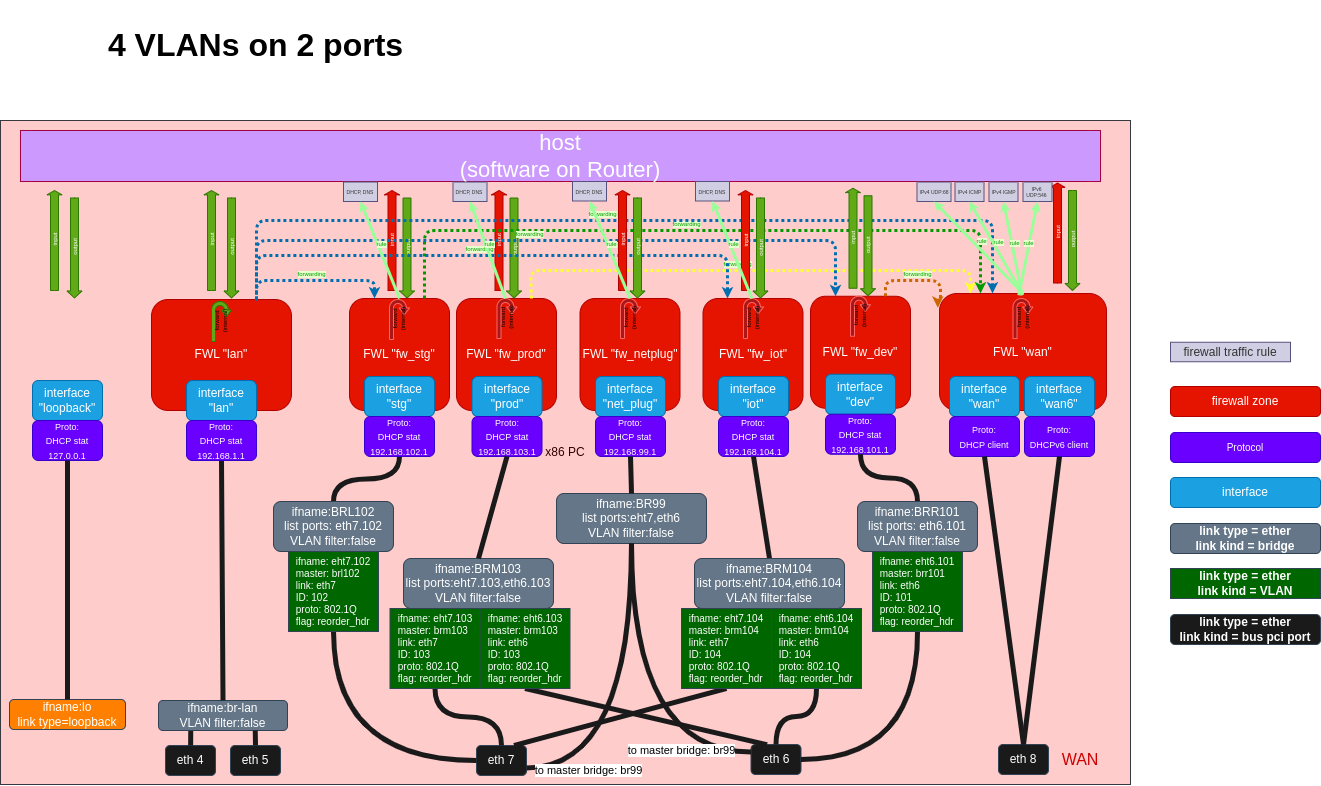 4 VLANs on 2 ports
host
(software on Router)
DHCP, DNS
DHCP, DNS
DHCP, DNS
DHCP, DNS
IPv4 UDP:68
IPv4 ICMP
IPv4 IGMP
IPv6
UDP:546
input
output
input
output
input
output
input
output
input
output
input
output
input
output
input
output
forwarding
forwarding
forwarding
forwarding
forwarding
forwarding
forwarding
rule
rule
rule
rule
rule
rule
rule
rule
FWL "lan"
FWL "fw_stg"
FWL "fw_prod"
FWL "fw_netplug"
FWL "fw_iot"
FWL "fw_dev"
FWL "wan"
interface
"loopback"
Proto:
DHCP stat
127.0.0.1
interface
"lan"
Proto:
DHCP stat
192.168.1.1
interface
"stg"
Proto:
DHCP stat
192.168.102.1
interface
"prod"
Proto:
DHCP stat
192.168.103.1
x86 PC
interface
"net_plug"
Proto:
DHCP stat
192.168.99.1
interface
"iot"
Proto:
DHCP stat
192.168.104.1
interface
"dev"
Proto:
DHCP stat
192.168.101.1
interface
"wan"
Proto:
DHCP client
interface
"wan6"
Proto:
DHCPv6 client
ifname:BRL102
list ports: eth7.102
VLAN filter:false
ifname: eht7.102
master: brl102
link: eth7
ID: 102
proto: 802.1Q
flag: reorder_hdr
ifname:BRM103
list ports:eht7.103,eth6.103
VLAN filter:false
ifname: eht7.103
master: brm103
link: eth7
ID: 103
proto: 802.1Q
flag: reorder_hdr
ifname: eht6.103
master: brm103
link: eth6
ID: 103
proto: 802.1Q
flag: reorder_hdr
ifname:BR99
list ports:eht7,eth6
VLAN filter:false
ifname:BRM104
list ports:eht7.104,eth6.104
VLAN filter:false
ifname: eht7.104
master: brm104
link: eth7
ID: 104
proto: 802.1Q
flag: reorder_hdr
ifname: eht6.104
master: brm104
link: eth6
ID: 104
proto: 802.1Q
flag: reorder_hdr
ifname:BRR101
list ports: eth6.101
VLAN filter:false
ifname: eht6.101
master: brr101
link: eth6
ID: 101
proto: 802.1Q
flag: reorder_hdr
ifname:lo
link type=loopback
ifname:br-lan
VLAN filter:false
eth 4
eth 5
eth 7
to master bridge: br99
to master bridge: br99
eth 6
eth 8
WAN
firewall traffic rule
firewall zone
Protocol
interface
link type = ether
link kind = bridge
link type = ether
link kind = VLAN
link type = ether
link kind = bus pci port